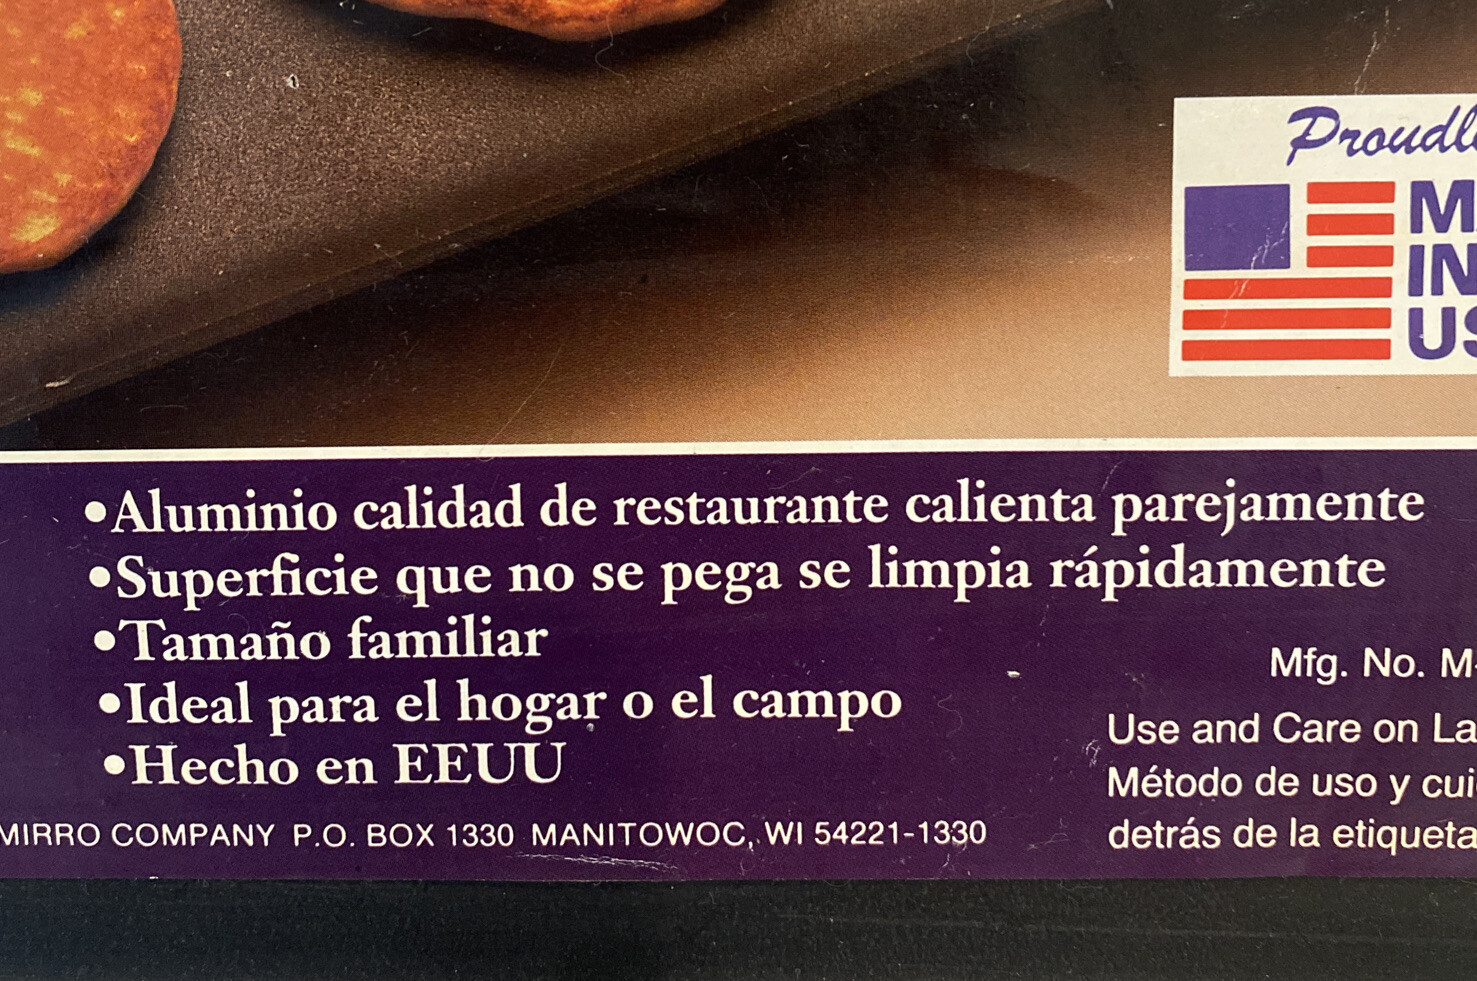 Proudl
M
IN
US
•Aluminio calidad de restaurante calienta parejamente
•Superficie que no se pega se limpia rápidamente
•Tamaño familiar
•Ideal para el hogar o el campo
•Hecho en EEUU
MIRRO COMPANY P.O. BOX 1330 MANITOWOC, WI 54221-1330
Mfg. No. M-
Use and Care on La
Método de uso y cui
detrás de la etiqueta